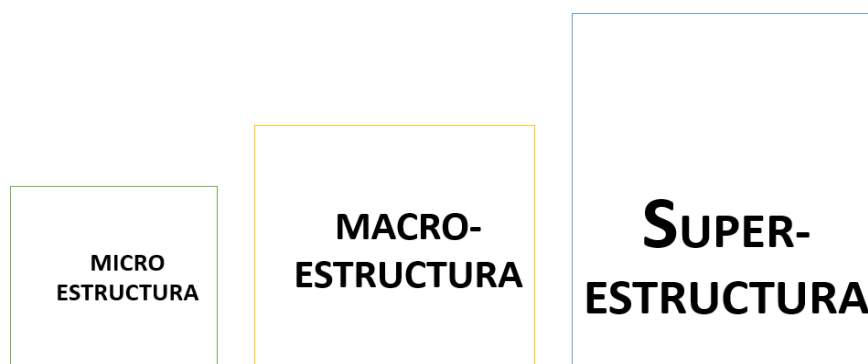 MICRO
ESTRUCTURA
MACRO-
ESTRUCTURA
SUPER-
ESTRUCTURA